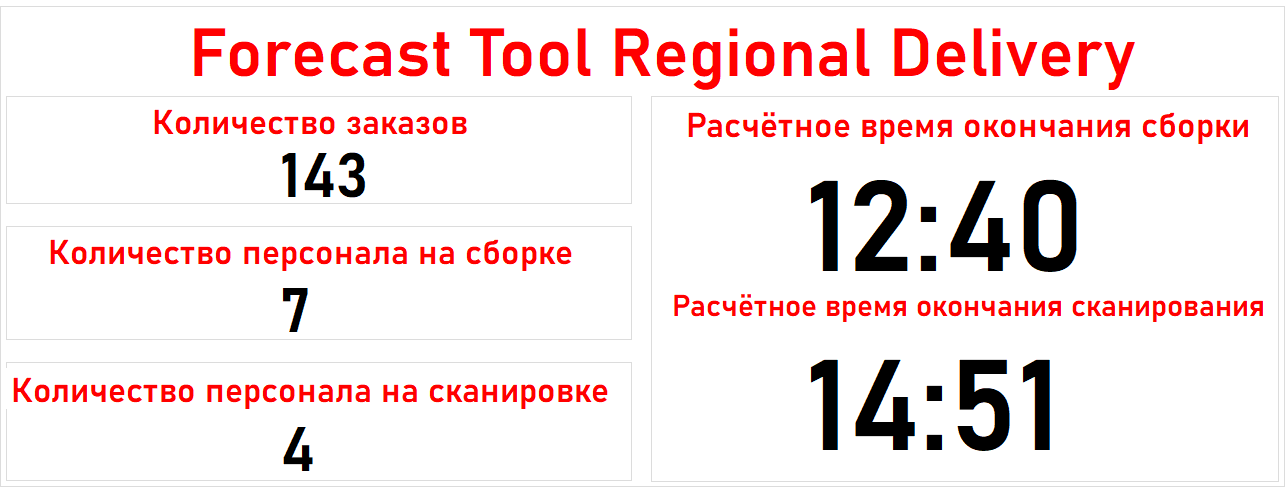 Forecast Tool Regional Delivery
Количество заказов
143
Количество персонала на сборке
7
Количество персонала на сканировке
4
Расчётное время окончания сборки
12:40
Расчётное время окончания сканирования
14:51